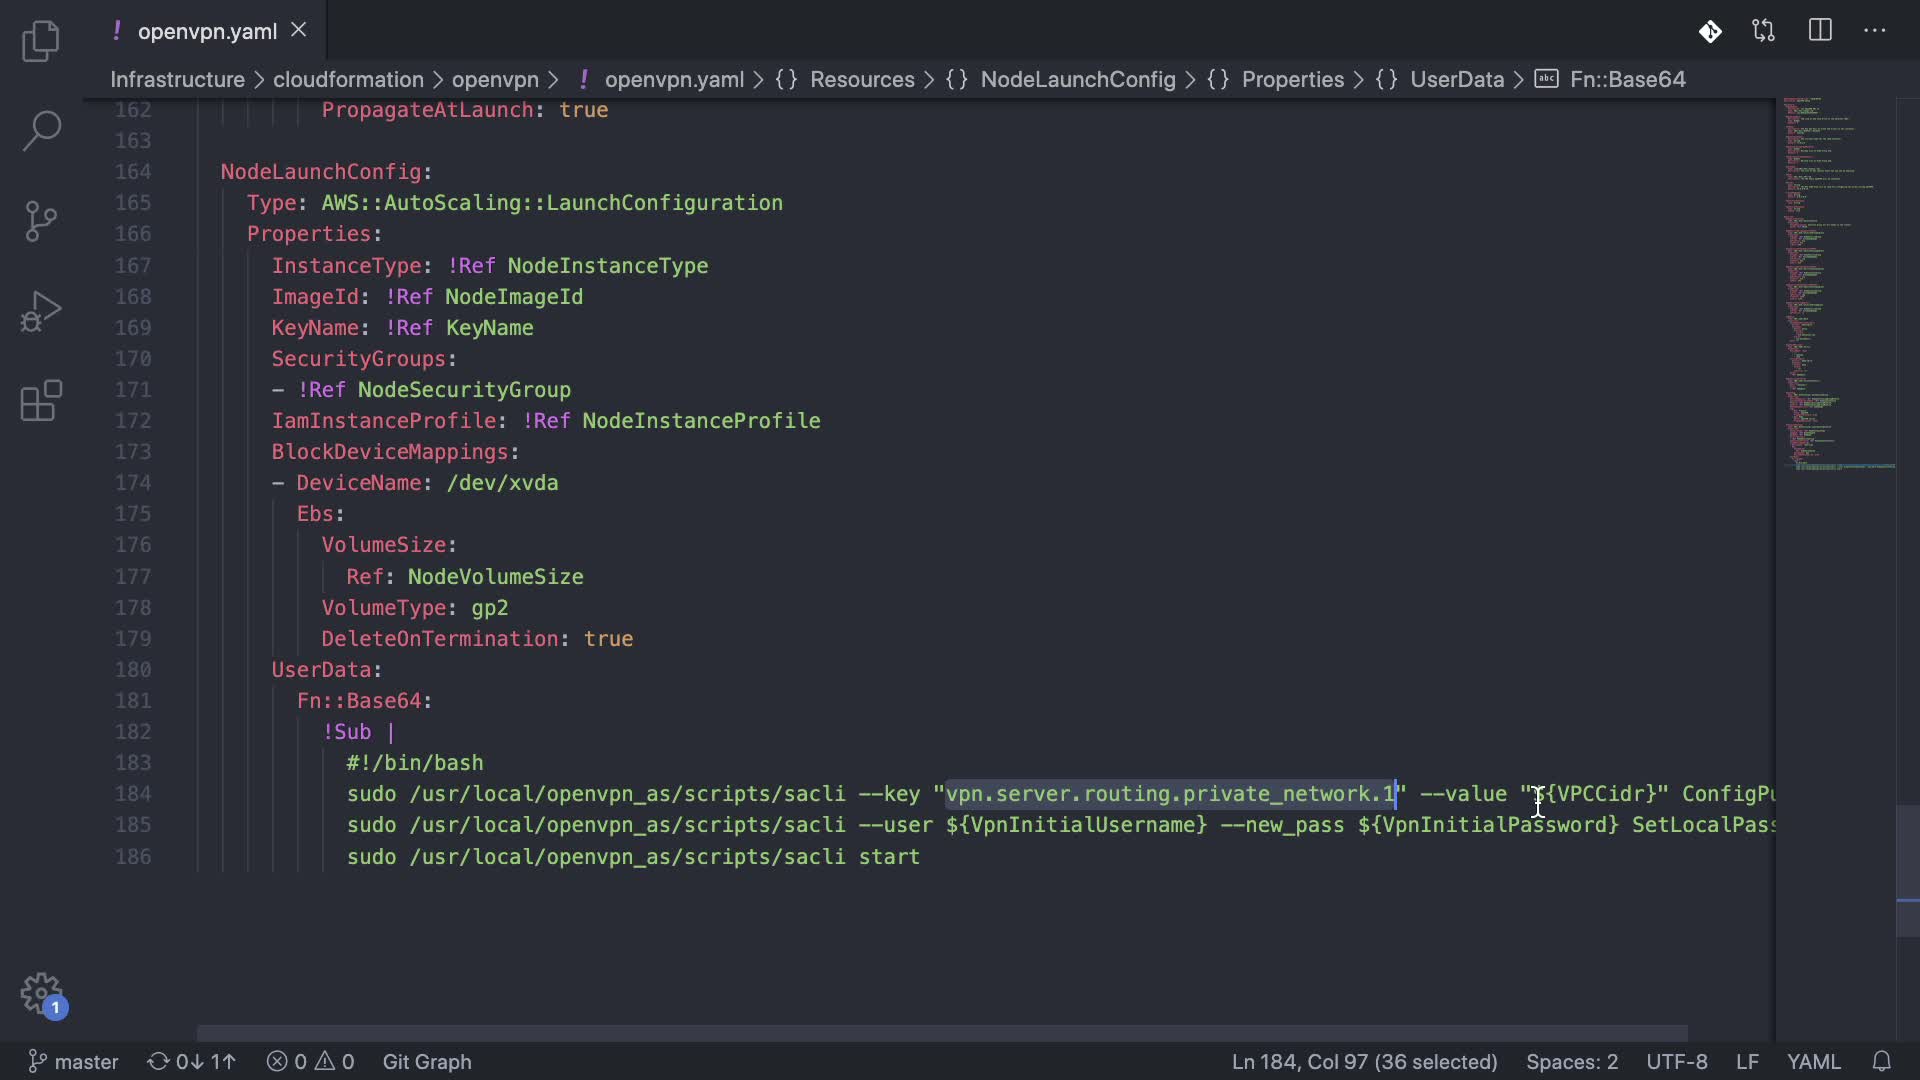 ! openvpn.yaml
Infrastructure > cloudformation > openvpn > ! openvpn.yaml > {} Resources > {} NodeLaunchConfig > {} Properties > {} UserData > abc Fn::Base64
162 PropagateAtLaunch: true
163
164 NodeLaunchConfig:
165 Type: AWS::AutoScaling::LaunchConfiguration
166 Properties:
167 InstanceType: !Ref NodeInstanceType
168 ImageId: !Ref NodeImageId
169 KeyName: !Ref KeyName
170 SecurityGroups:
171 - !Ref NodeSecurityGroup
172 IamInstanceProfile: !Ref NodeInstanceProfile
173 BlockDeviceMappings:
174 - DeviceName: /dev/xvda
175 Ebs:
176 VolumeSize:
177 Ref: NodeVolumeSize
178 VolumeType: gp2
179 DeleteOnTermination: true
180 UserData:
181 Fn::Base64:
182 !Sub |
183 #!/bin/bash
184 sudo /usr/local/openvpn_as/scripts/sacli --key "vpn.server.routing.private_network.1" --value "${VPCCidr}" ConfigPu
185 sudo /usr/local/openvpn_as/scripts/sacli --user ${VpnInitialUsername} --new_pass ${VpnInitialPassword} SetLocalPass
186 sudo /usr/local/openvpn_as/scripts/sacli start
1
master 0↓ 1↑ 0 0 Git Graph Ln 184, Col 97 (36 selected) Spaces: 2 UTF-8 LF YAML